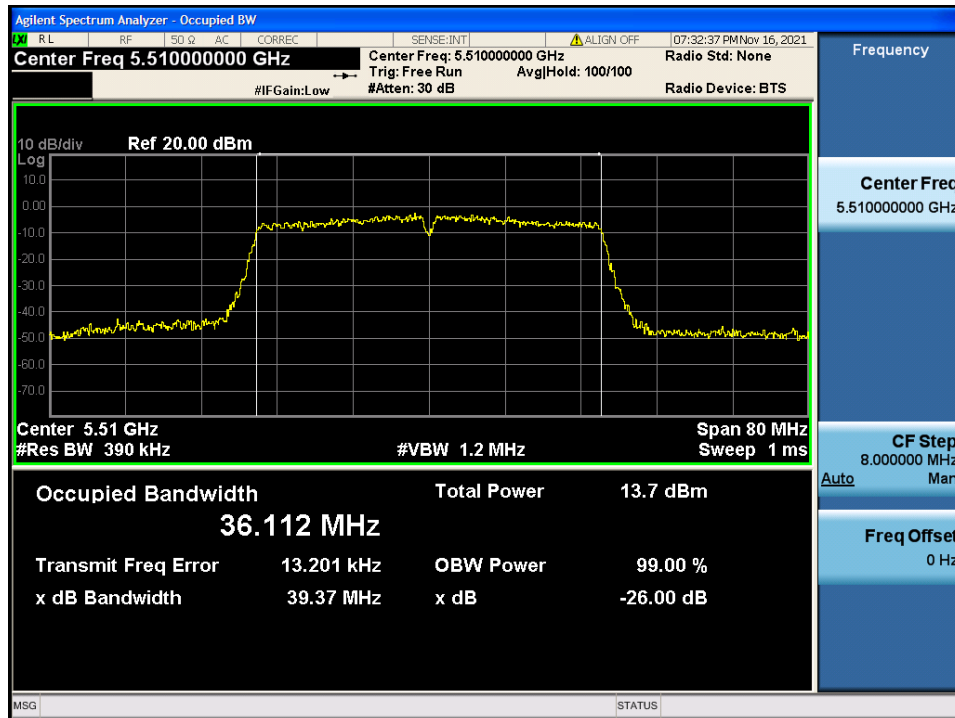 Agilent Spectrum Analyzer - Occupied BW
LXI RL RF 50 Ω AC CORREC SENSE:INT ALIGN OFF 07:32:37 PM Nov 16, 2021
Center Freq 5.510000000 GHz
Center Freq: 5.510000000 GHz Radio Std: None
Trig: Free Run Avg|Hold: 100/100
#IFGain:Low #Atten: 30 dB Radio Device: BTS
10 dB/div Ref 20.00 dBm
Log
10.0
0.00
-10.0
-20.0
-30.0
-40.0
-50.0
-60.0
-70.0
Center 5.51 GHz Span 80 MHz
#Res BW 390 kHz #VBW 1.2 MHz Sweep 1 ms
Occupied Bandwidth Total Power 13.7 dBm
36.112 MHz
Transmit Freq Error 13.201 kHz OBW Power 99.00 %
x dB Bandwidth 39.37 MHz x dB -26.00 dB
MSG STATUS
Frequency
Center Freq
5.510000000 GHz
CF Step
8.000000 MHz
Auto Man
Freq Offset
0 Hz